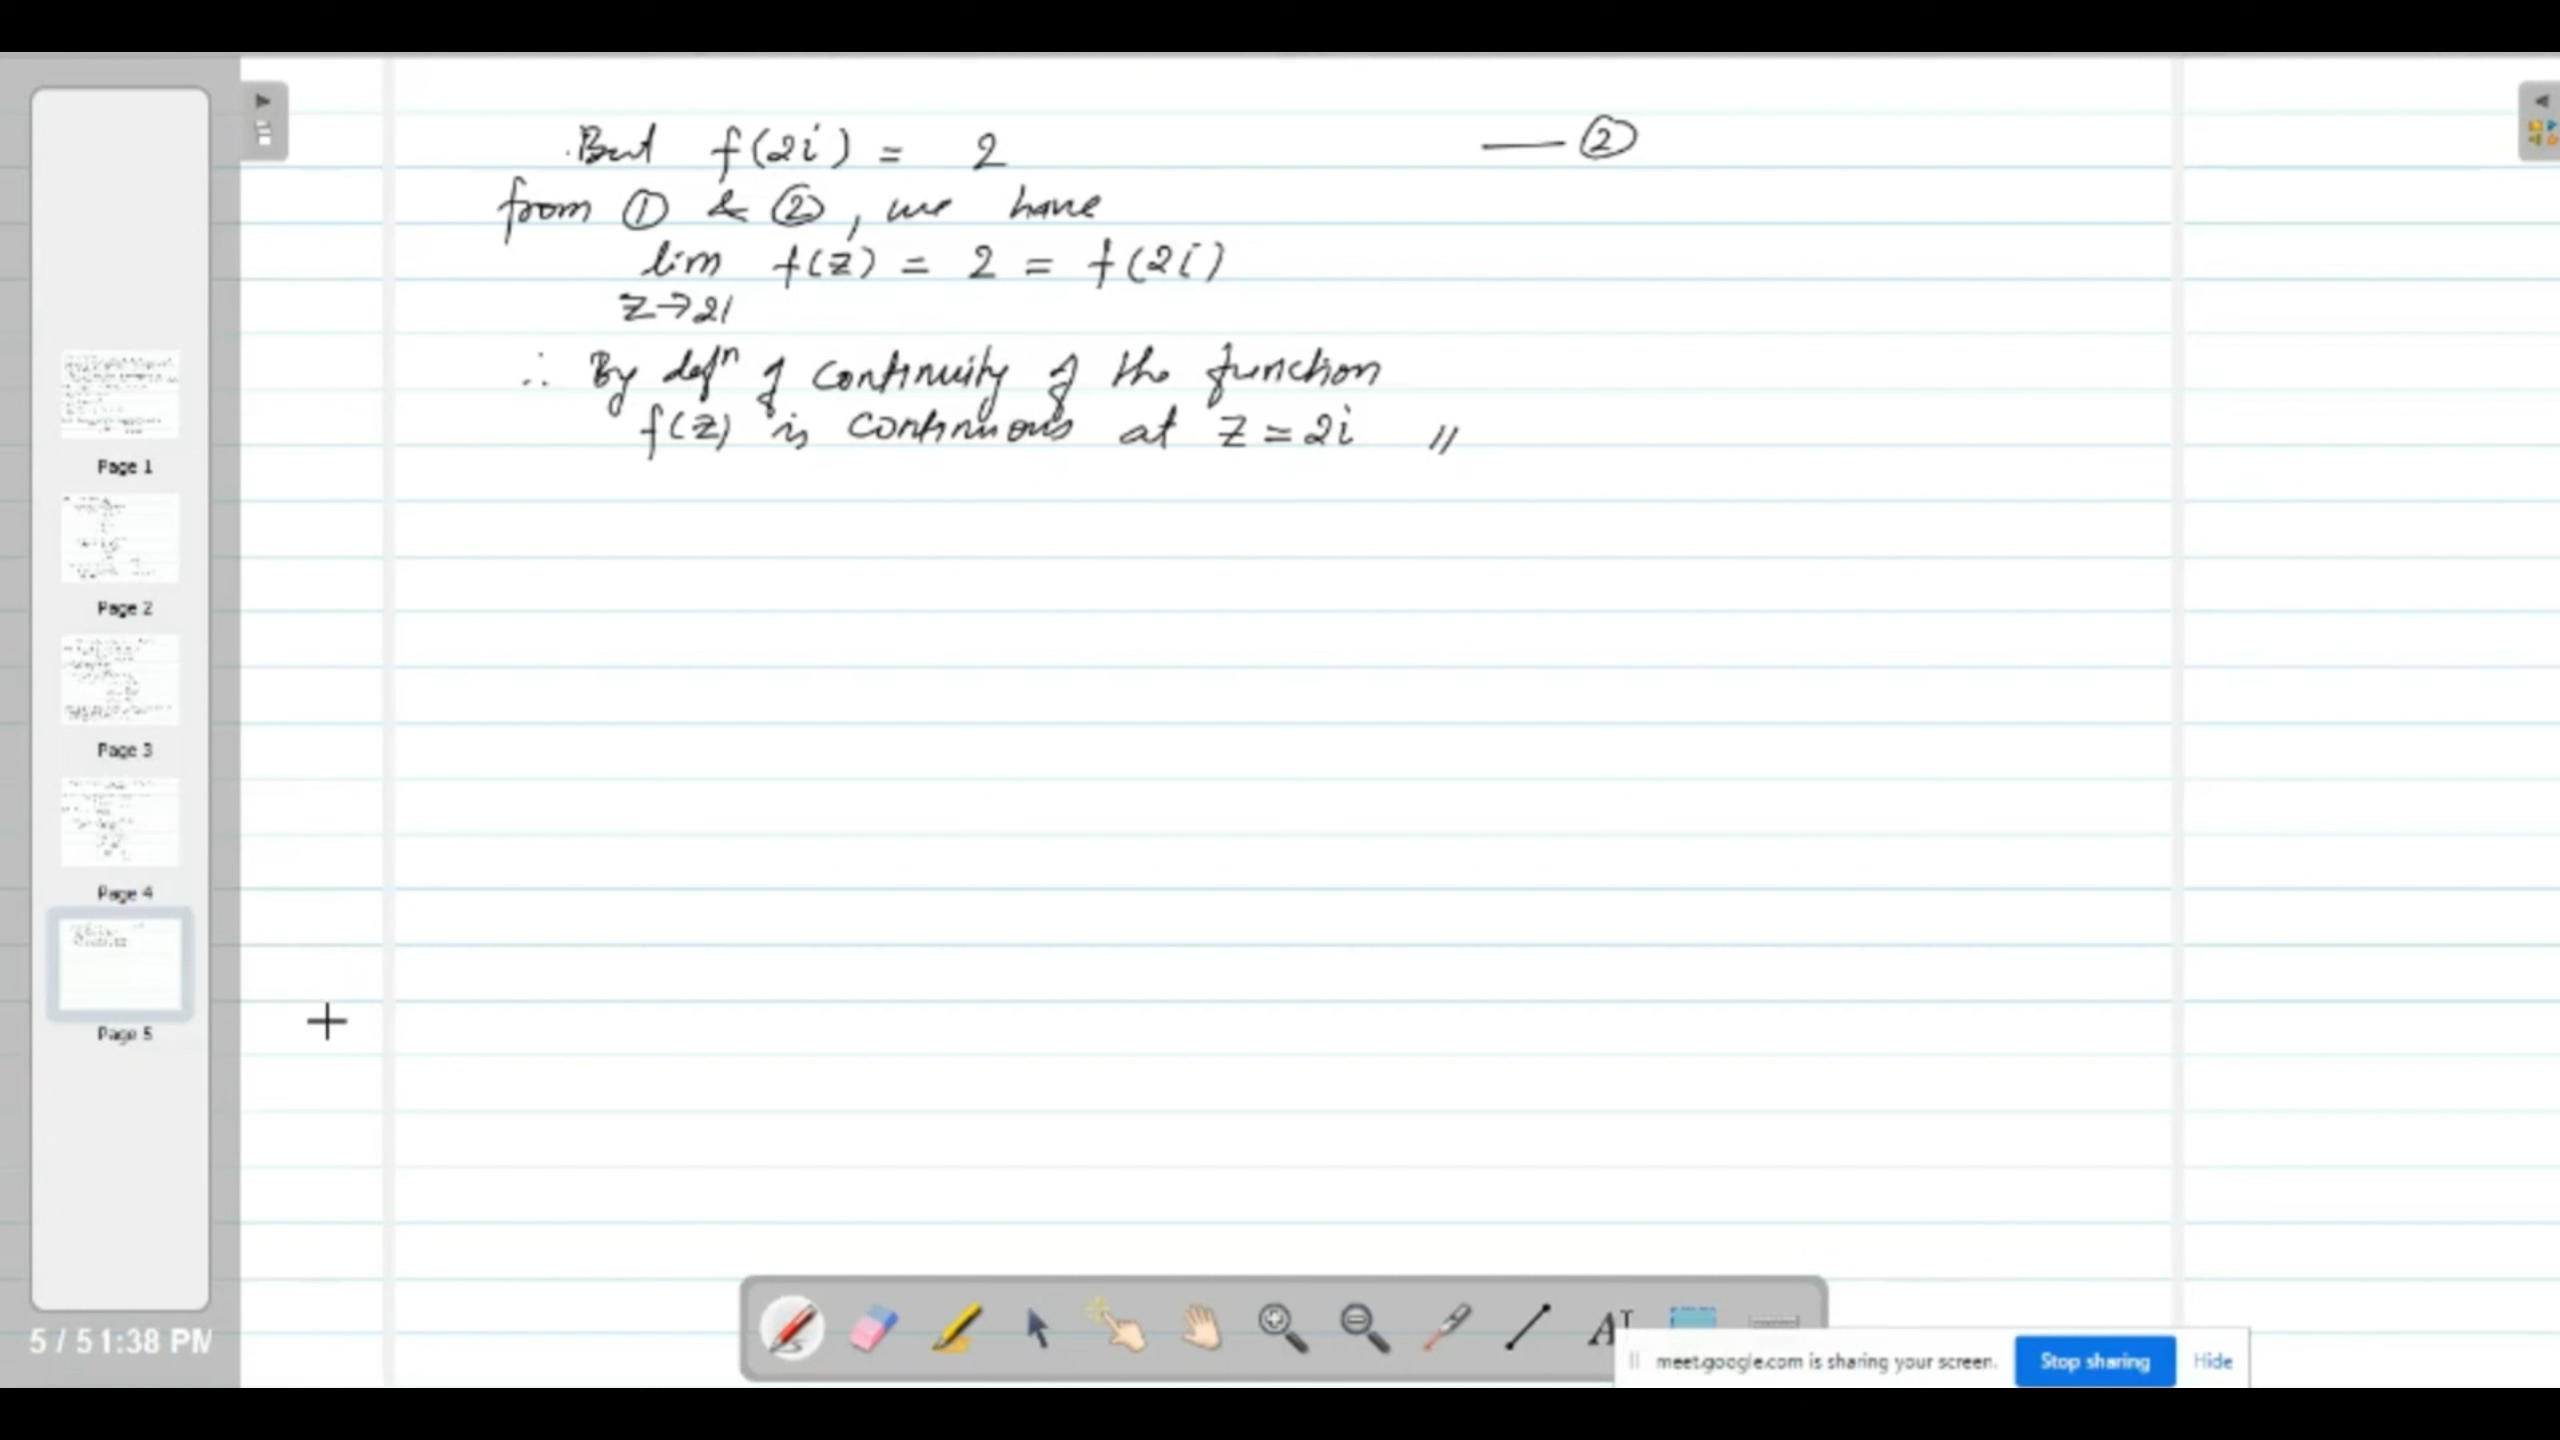 But f(2i) = 2 —— ②
from ① & ②, we have
lim f(z) = 2 = f(2i)
z→2i
∴ By defⁿ of continuity of the function
f(z) is continuous at z = 2i //
Page 1
Page 2
Page 3
Page 4
Page 5
5 / 5 1:38 PM
meet.google.com is sharing your screen.
Stop sharing
Hide